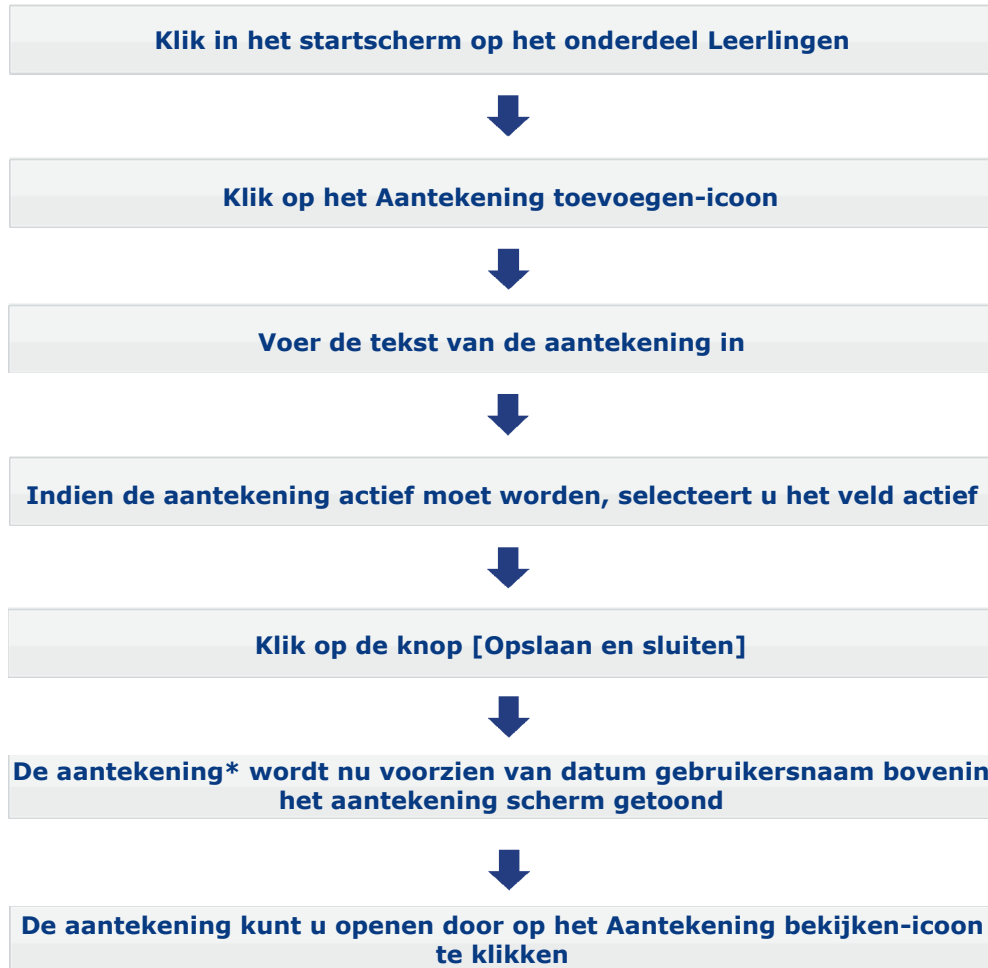 Klik in het startscherm op het onderdeel Leerlingen
Klik op het Aantekening toevoegen-icoon
Voer de tekst van de aantekening in
Indien de aantekening actief moet worden, selecteert u het veld actief
Klik op de knop [Opslaan en sluiten]
De aantekening* wordt nu voorzien van datum gebruikersnaam bovenin
het aantekening scherm getoond
De aantekening kunt u openen door op het Aantekening bekijken-icoon
te klikken